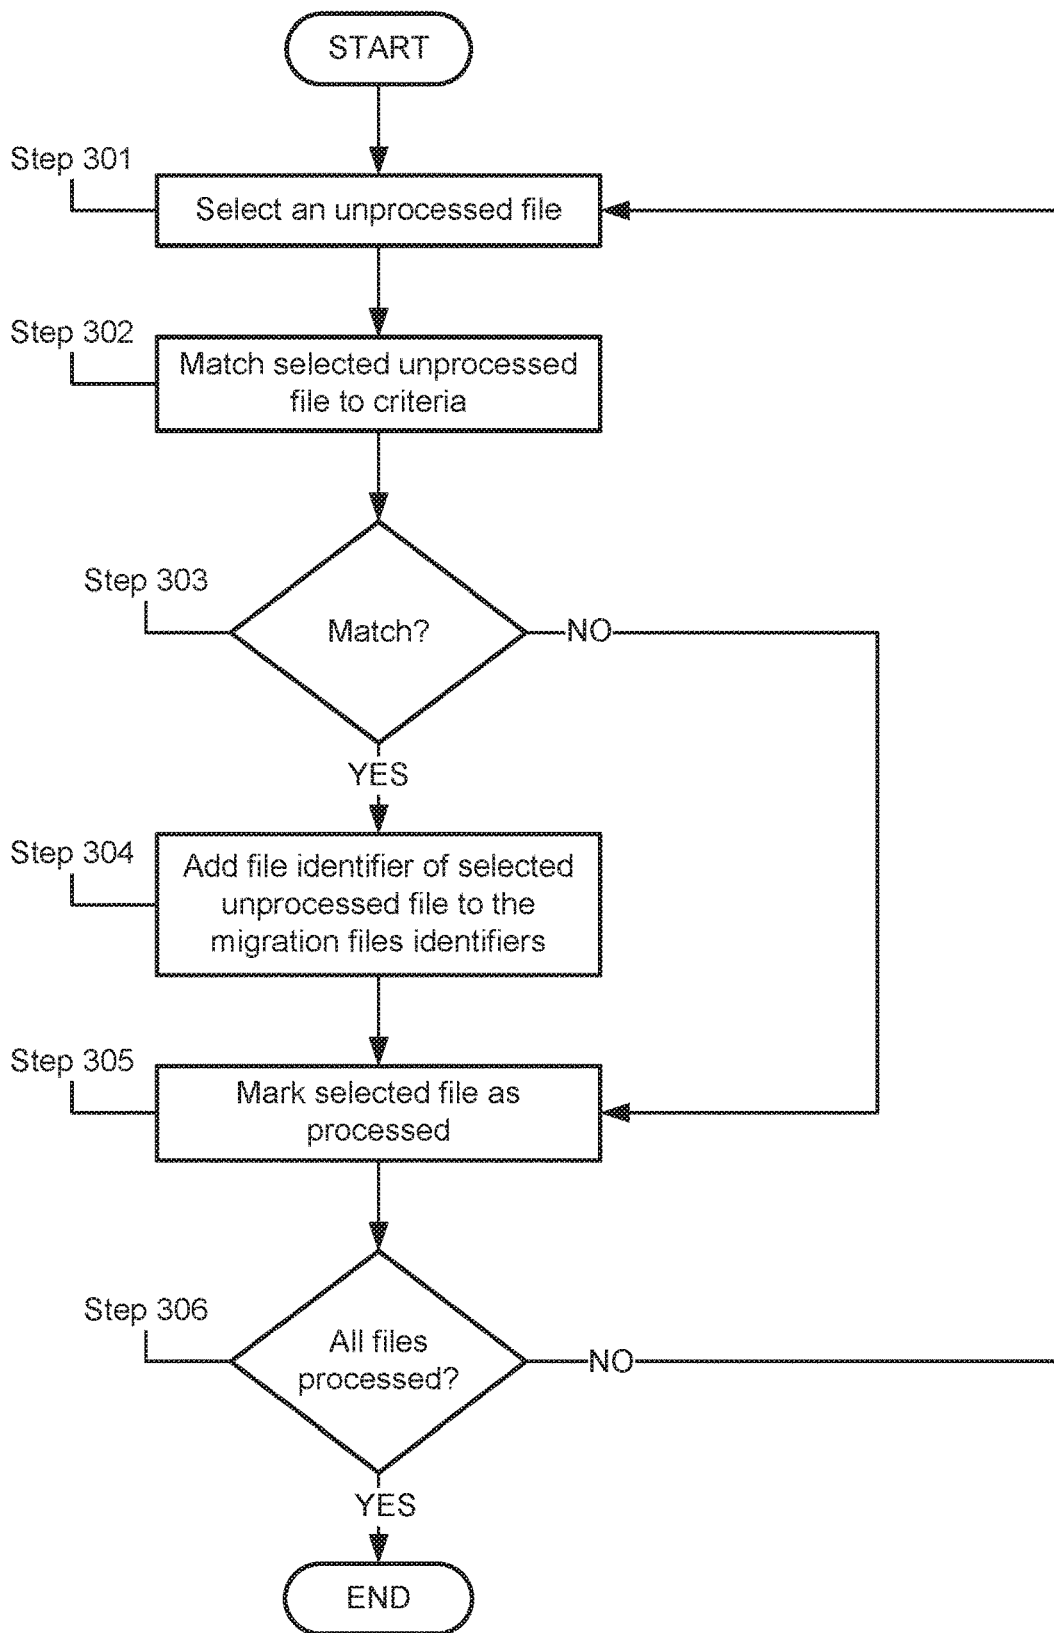 START
Step 301
Select an unprocessed file
Step 302
Match selected unprocessed
file to criteria
Step 303
Match?
NO
YES
Step 304
Add file identifier of selected
unprocessed file to the
migration files identifiers
Step 305
Mark selected file as
processed
Step 306
All files
processed?
NO
YES
END